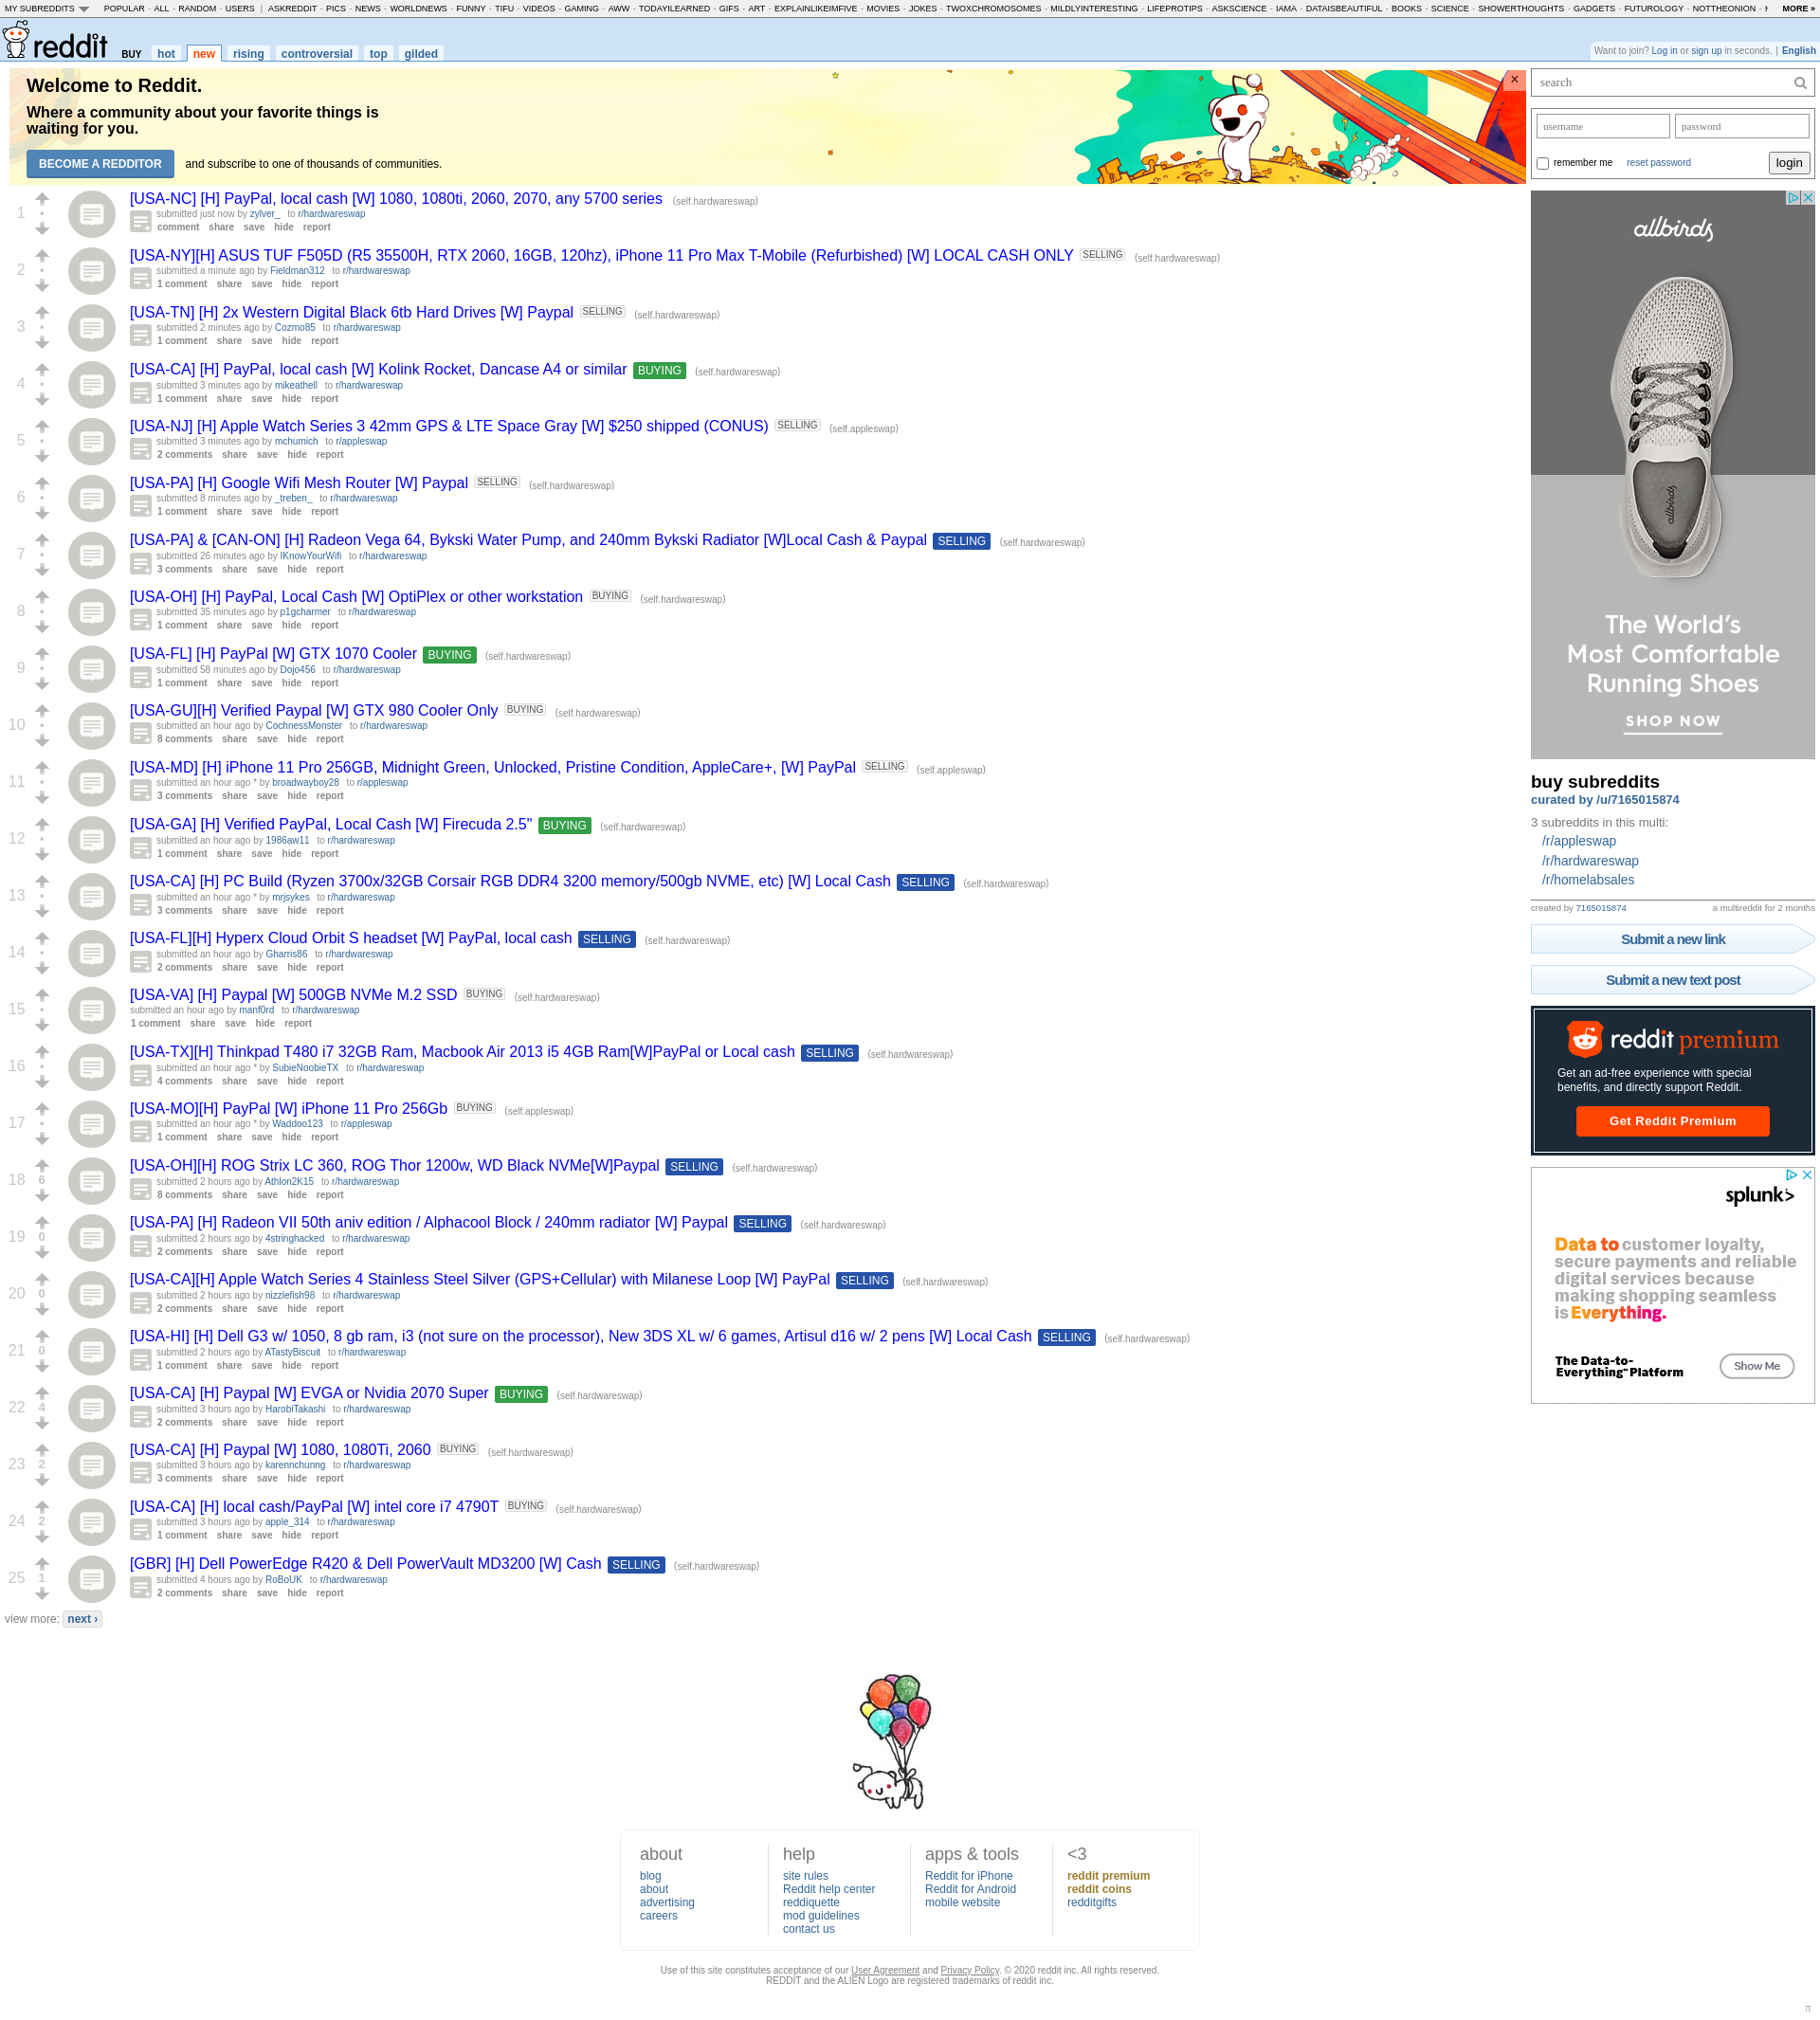 MY SUBREDDITS POPULAR - ALL - RANDOM - USERS | ASKREDDIT - PICS - NEWS - WORLDNEWS - FUNNY - TIFU - VIDEOS - GAMING - AWW - TODAYILEARNED - GIFS - ART - EXPLAINLIKEIMFIVE - MOVIES - JOKES - TWOXCHROMOSOMES - MILDLYINTERESTING - LIFEPROTIPS - ASKSCIENCE - IAMA - DATAISBEAUTIFUL - BOOKS - SCIENCE - SHOWERTHOUGHTS - GADGETS - FUTUROLOGY - NOTTHEONION - MORE »
reddit BUY hot new rising controversial top gilded
Want to join? Log in or sign up in seconds. | English
Welcome to Reddit.
Where a community about your favorite things is
waiting for you.
BECOME A REDDITOR and subscribe to one of thousands of communities.
×
1
[USA-NC] [H] PayPal, local cash [W] 1080, 1080ti, 2060, 2070, any 5700 series (self.hardwareswap)
submitted just now by zylver_ to r/hardwareswap
comment share save hide report
2
[USA-NY][H] ASUS TUF F505D (R5 35500H, RTX 2060, 16GB, 120hz), iPhone 11 Pro Max T-Mobile (Refurbished) [W] LOCAL CASH ONLY SELLING (self.hardwareswap)
submitted a minute ago by Fieldman312 to r/hardwareswap
1 comment share save hide report
3
[USA-TN] [H] 2x Western Digital Black 6tb Hard Drives [W] Paypal SELLING (self.hardwareswap)
submitted 2 minutes ago by Cozmo85 to r/hardwareswap
1 comment share save hide report
4
[USA-CA] [H] PayPal, local cash [W] Kolink Rocket, Dancase A4 or similar BUYING (self.hardwareswap)
submitted 3 minutes ago by mikeathell to r/hardwareswap
1 comment share save hide report
5
[USA-NJ] [H] Apple Watch Series 3 42mm GPS & LTE Space Gray [W] $250 shipped (CONUS) SELLING (self.appleswap)
submitted 3 minutes ago by mchumich to r/appleswap
2 comments share save hide report
6
[USA-PA] [H] Google Wifi Mesh Router [W] Paypal SELLING (self.hardwareswap)
submitted 8 minutes ago by _treben_ to r/hardwareswap
1 comment share save hide report
7
[USA-PA] & [CAN-ON] [H] Radeon Vega 64, Bykski Water Pump, and 240mm Bykski Radiator [W]Local Cash & Paypal SELLING (self.hardwareswap)
submitted 26 minutes ago by IKnowYourWifi to r/hardwareswap
3 comments share save hide report
8
[USA-OH] [H] PayPal, Local Cash [W] OptiPlex or other workstation BUYING (self.hardwareswap)
submitted 35 minutes ago by p1gcharmer to r/hardwareswap
1 comment share save hide report
9
[USA-FL] [H] PayPal [W] GTX 1070 Cooler BUYING (self.hardwareswap)
submitted 58 minutes ago by Dojo456 to r/hardwareswap
1 comment share save hide report
10
[USA-GU][H] Verified Paypal [W] GTX 980 Cooler Only BUYING (self.hardwareswap)
submitted an hour ago by CochnessMonster to r/hardwareswap
8 comments share save hide report
11
[USA-MD] [H] iPhone 11 Pro 256GB, Midnight Green, Unlocked, Pristine Condition, AppleCare+, [W] PayPal SELLING (self.appleswap)
submitted an hour ago * by broadwayboy28 to r/appleswap
3 comments share save hide report
12
[USA-GA] [H] Verified PayPal, Local Cash [W] Firecuda 2.5" BUYING (self.hardwareswap)
submitted an hour ago by 1986aw11 to r/hardwareswap
1 comment share save hide report
13
[USA-CA] [H] PC Build (Ryzen 3700x/32GB Corsair RGB DDR4 3200 memory/500gb NVME, etc) [W] Local Cash SELLING (self.hardwareswap)
submitted an hour ago * by mrjsykes to r/hardwareswap
3 comments share save hide report
14
[USA-FL][H] Hyperx Cloud Orbit S headset [W] PayPal, local cash SELLING (self.hardwareswap)
submitted an hour ago by Gharris86 to r/hardwareswap
2 comments share save hide report
15
[USA-VA] [H] Paypal [W] 500GB NVMe M.2 SSD BUYING (self.hardwareswap)
submitted an hour ago by manf0rd to r/hardwareswap
1 comment share save hide report
16
[USA-TX][H] Thinkpad T480 i7 32GB Ram, Macbook Air 2013 i5 4GB Ram[W]PayPal or Local cash SELLING (self.hardwareswap)
submitted an hour ago * by SubieNoobieTX to r/hardwareswap
4 comments share save hide report
17
[USA-MO][H] PayPal [W] iPhone 11 Pro 256Gb BUYING (self.appleswap)
submitted an hour ago * by Waddoo123 to r/appleswap
1 comment share save hide report
18 6
[USA-OH][H] ROG Strix LC 360, ROG Thor 1200w, WD Black NVMe[W]Paypal SELLING (self.hardwareswap)
submitted 2 hours ago by Athlon2K15 to r/hardwareswap
8 comments share save hide report
19 0
[USA-PA] [H] Radeon VII 50th aniv edition / Alphacool Block / 240mm radiator [W] Paypal SELLING (self.hardwareswap)
submitted 2 hours ago by 4stringhacked to r/hardwareswap
2 comments share save hide report
20 0
[USA-CA][H] Apple Watch Series 4 Stainless Steel Silver (GPS+Cellular) with Milanese Loop [W] PayPal SELLING (self.hardwareswap)
submitted 2 hours ago by nizzlefish98 to r/hardwareswap
2 comments share save hide report
21 0
[USA-HI] [H] Dell G3 w/ 1050, 8 gb ram, i3 (not sure on the processor), New 3DS XL w/ 6 games, Artisul d16 w/ 2 pens [W] Local Cash SELLING (self.hardwareswap)
submitted 2 hours ago by ATastyBiscuit to r/hardwareswap
1 comment share save hide report
22 4
[USA-CA] [H] Paypal [W] EVGA or Nvidia 2070 Super BUYING (self.hardwareswap)
submitted 3 hours ago by HarobiTakashi to r/hardwareswap
2 comments share save hide report
23 2
[USA-CA] [H] Paypal [W] 1080, 1080Ti, 2060 BUYING (self.hardwareswap)
submitted 3 hours ago by karennchunng to r/hardwareswap
3 comments share save hide report
24 2
[USA-CA] [H] local cash/PayPal [W] intel core i7 4790T BUYING (self.hardwareswap)
submitted 3 hours ago by apple_314 to r/hardwareswap
1 comment share save hide report
25 1
[GBR] [H] Dell PowerEdge R420 & Dell PowerVault MD3200 [W] Cash SELLING (self.hardwareswap)
submitted 4 hours ago by RoBoUK to r/hardwareswap
2 comments share save hide report
view more: next ›
search
username password
remember me reset password login
allbirds
allbirds
The World's
Most Comfortable
Running Shoes
SHOP NOW
buy subreddits
curated by /u/7165015874
3 subreddits in this multi:
/r/appleswap
/r/hardwareswap
/r/homelabsales
created by 7165015874 a multireddit for 2 months
Submit a new link
Submit a new text post
reddit premium
Get an ad-free experience with special
benefits, and directly support Reddit.
Get Reddit Premium
splunk>
Data to customer loyalty,
secure payments and reliable
digital services because
making shopping seamless
is Everything.
The Data-to-
Everything™ Platform
Show Me
about
blog
about
advertising
careers
help
site rules
Reddit help center
reddiquette
mod guidelines
contact us
apps & tools
Reddit for iPhone
Reddit for Android
mobile website
<3
reddit premium
reddit coins
redditgifts
Use of this site constitutes acceptance of our User Agreement and Privacy Policy. © 2020 reddit inc. All rights reserved.
REDDIT and the ALIEN Logo are registered trademarks of reddit inc.
π